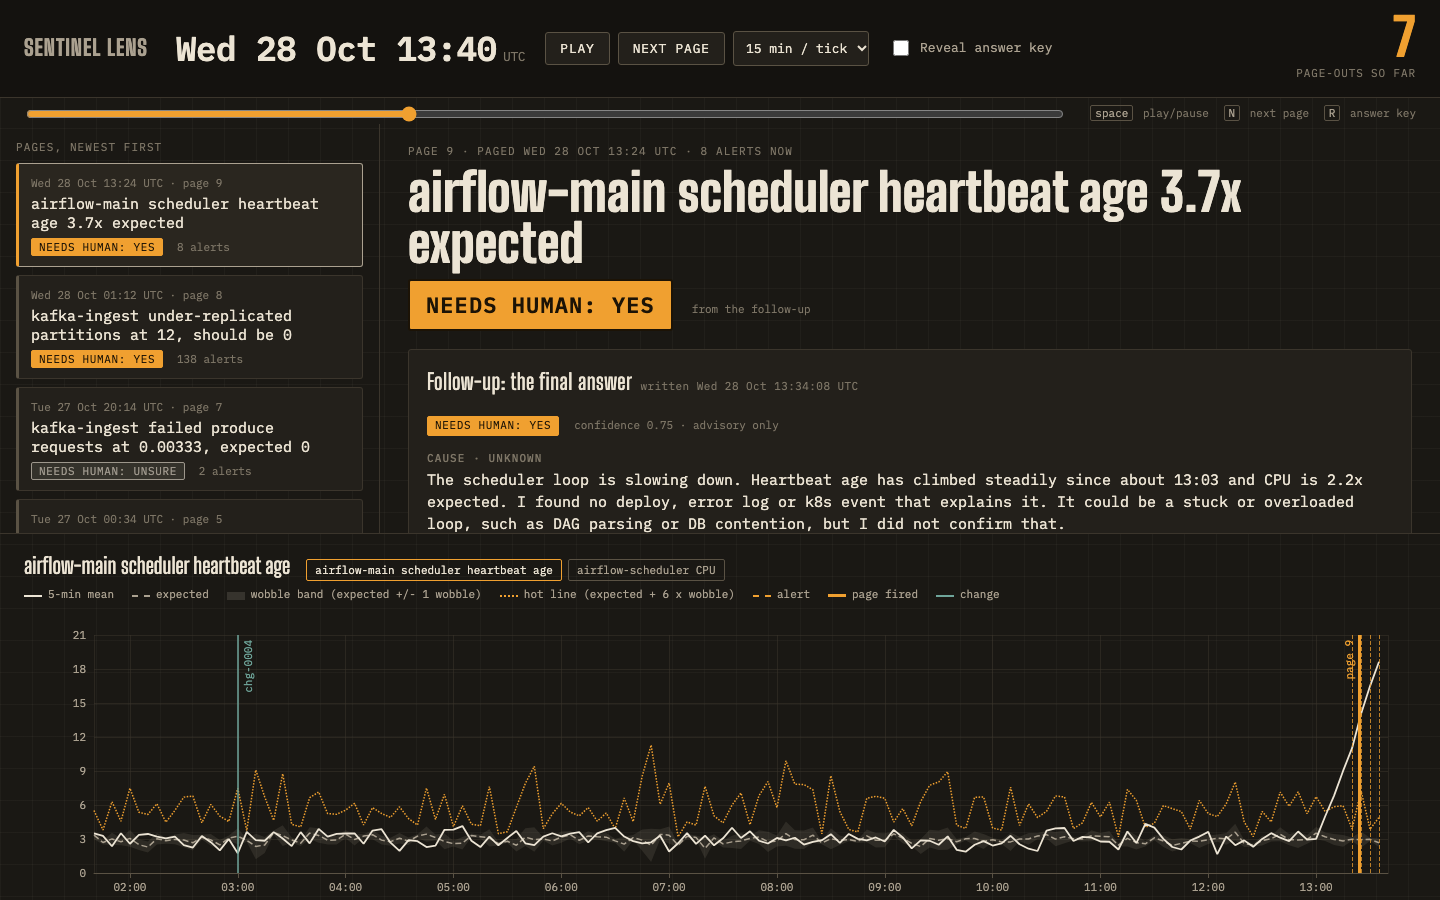 SENTINEL LENS
Wed 28 Oct 13:40 UTC
PLAY
NEXT PAGE
15 min / tick
Reveal answer key
7
PAGE-OUTS SO FAR
space play/pause N next page R answer key
PAGES, NEWEST FIRST
Wed 28 Oct 13:24 UTC · page 9
airflow-main scheduler heartbeat
age 3.7x expected
NEEDS HUMAN: YES 8 alerts
Wed 28 Oct 01:12 UTC · page 8
kafka-ingest under-replicated
partitions at 12, should be 0
NEEDS HUMAN: YES 138 alerts
Tue 27 Oct 20:14 UTC · page 7
kafka-ingest failed produce
requests at 0.00333, expected 0
NEEDS HUMAN: UNSURE 2 alerts
Tue 27 Oct 00:34 UTC · page 5
PAGE 9 · PAGED WED 28 OCT 13:24 UTC · 8 ALERTS NOW
airflow-main scheduler heartbeat age 3.7x
expected
NEEDS HUMAN: YES from the follow-up
Follow-up: the final answer written Wed 28 Oct 13:34:08 UTC
NEEDS HUMAN: YES confidence 0.75 · advisory only
CAUSE · UNKNOWN
The scheduler loop is slowing down. Heartbeat age has climbed steadily since about 13:03 and CPU is 2.2x
expected. I found no deploy, error log or k8s event that explains it. It could be a stuck or overloaded
loop, such as DAG parsing or DB contention, but I did not confirm that.
airflow-main scheduler heartbeat age
airflow-main scheduler heartbeat age
airflow-scheduler CPU
5-min mean expected wobble band (expected +/- 1 wobble) hot line (expected + 6 x wobble) alert page fired change
21
18
15
12
9
6
3
0
chg-0004
page 9
02:00 03:00 04:00 05:00 06:00 07:00 08:00 09:00 10:00 11:00 12:00 13:00